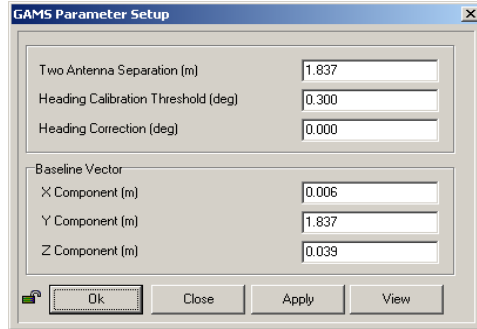 GAMS Parameter Setup
Two Antenna Separation (m) 1.837
Heading Calibration Threshold (deg) 0.300
Heading Correction (deg) 0.000
Baseline Vector
X Component (m) 0.006
Y Component (m) 1.837
Z Component (m) 0.039
Ok Close Apply View